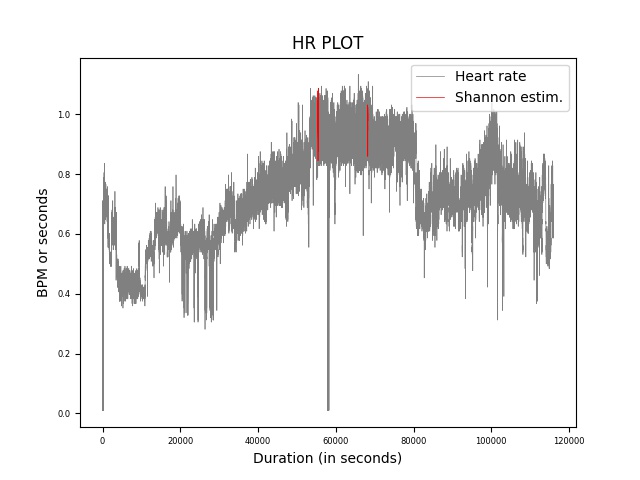 HR PLOT
Heart rate
Shannon estim.
BPM or seconds
1.0
0.8
0.6
0.4
0.2
0.0
0 20000 40000 60000 80000 100000 120000
Duration (in seconds)